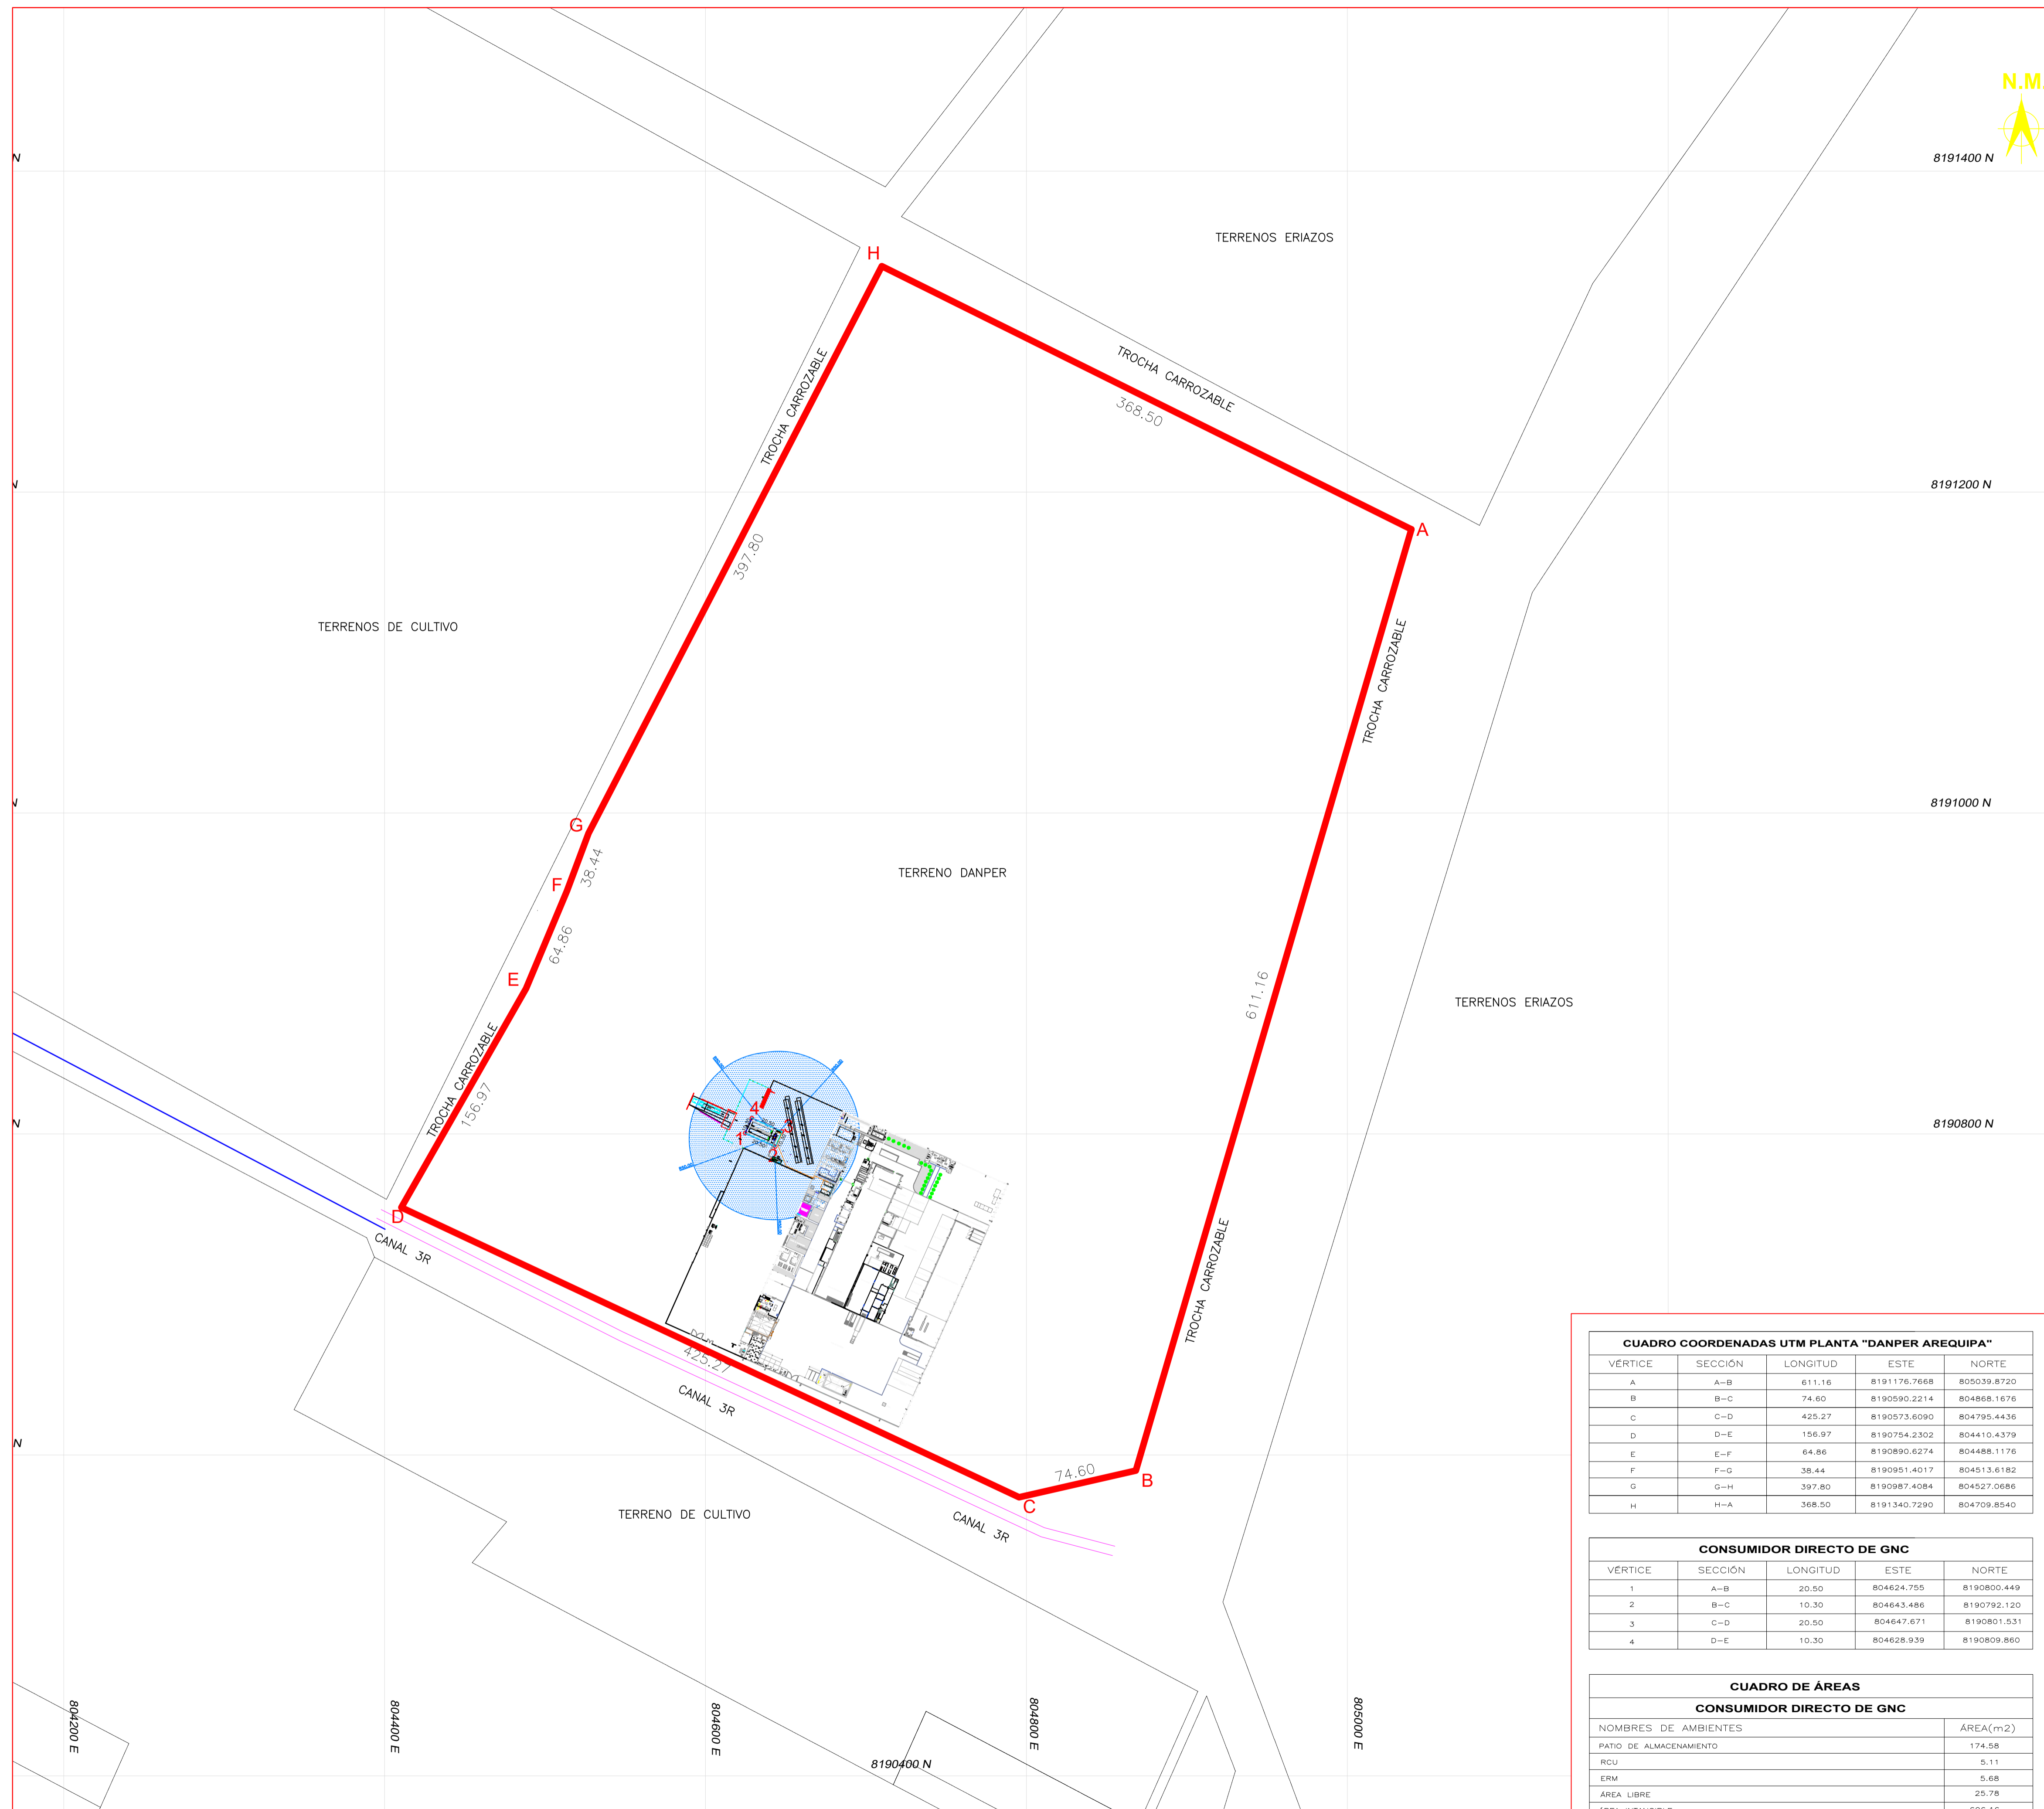 N.M.
8191400 N
N
TERRENOS ERIAZOS
H
TROCHA CARROZABLE
368.50
TROCHA CARROZABLE
8191200 N
N
A
397.80
TERRENOS DE CULTIVO
TROCHA CARROZABLE
8191000 N
N
G
38.44
F
TERRENO DANPER
64.86
E
611.16
TERRENOS ERIAZOS
TROCHA CARROZABLE
156.97
4
3
1
2
8190800 N
N
D
CANAL 3R
TROCHA CARROZABLE
425.27
CANAL 3R
N
74.60
B
C
CANAL 3R
TERRENO DE CULTIVO
804200 E
804400 E
804600 E
804800 E
805000 E
8190400 N
CUADRO COORDENADAS UTM PLANTA "DANPER AREQUIPA"
VÉRTICE SECCIÓN LONGITUD ESTE NORTE
A A-B 611.16 8191176.7668 805039.8720
B B-C 74.60 8190590.2214 804868.1676
C C-D 425.27 8190573.6090 804795.4436
D D-E 156.97 8190754.2302 804410.4379
E E-F 64.86 8190890.6274 804488.1176
F F-G 38.44 8190951.4017 804513.6182
G G-H 397.80 8190987.4084 804527.0686
H H-A 368.50 8191340.7290 804709.8540
CONSUMIDOR DIRECTO DE GNC
VÉRTICE SECCIÓN LONGITUD ESTE NORTE
1 A-B 20.50 804624.755 8190800.449
2 B-C 10.30 804643.486 8190792.120
3 C-D 20.50 804647.671 8190801.531
4 D-E 10.30 804628.939 8190809.860
CUADRO DE ÁREAS
CONSUMIDOR DIRECTO DE GNC
NOMBRES DE AMBIENTES ÁREA(m2)
PATIO DE ALMACENAMIENTO 174.58
RCU 5.11
ERM 5.68
ÁREA LIBRE 25.78